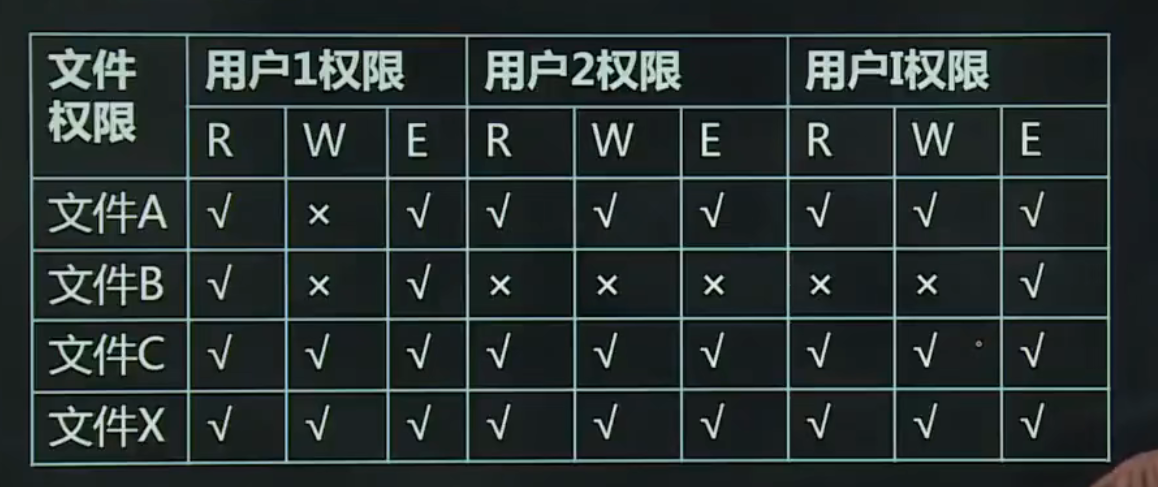 文件权限 用户1权限 用户2权限 用户I权限
R W E R W E R W E
文件A √ × √ √ √ √ √ √ √
文件B √ × √ × × × × × √
文件C √ √ √ √ √ √ √ √ √
文件X √ √ √ √ √ √ √ √ √